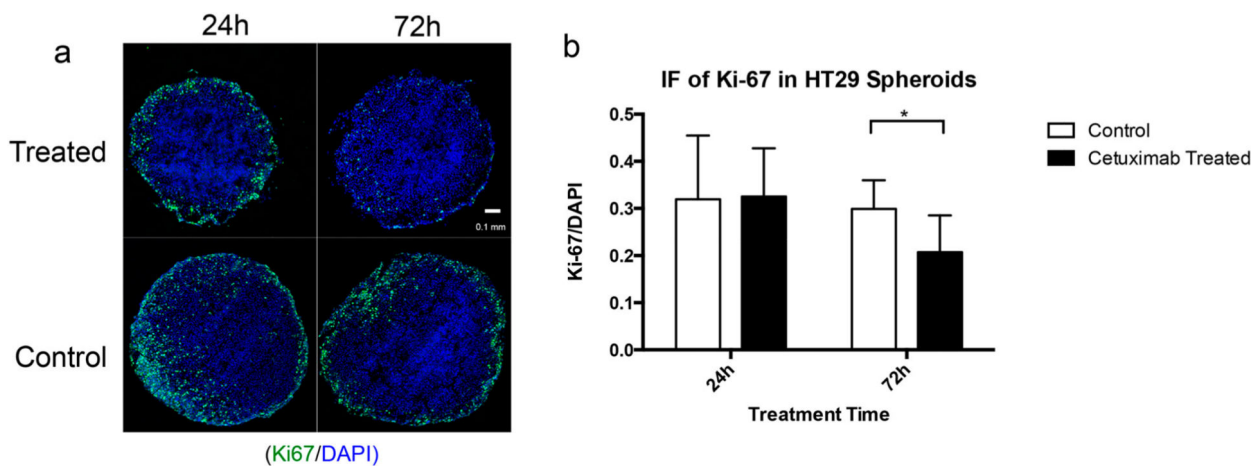 a
24h
72h
Treated
Control
0.1 mm
(Ki67/DAPI)
b
IF of Ki-67 in HT29 Spheroids
Ki-67/DAPI
0.5
0.4
0.3
0.2
0.1
0.0
*
24h
72h
Treatment Time
Control
Cetuximab Treated